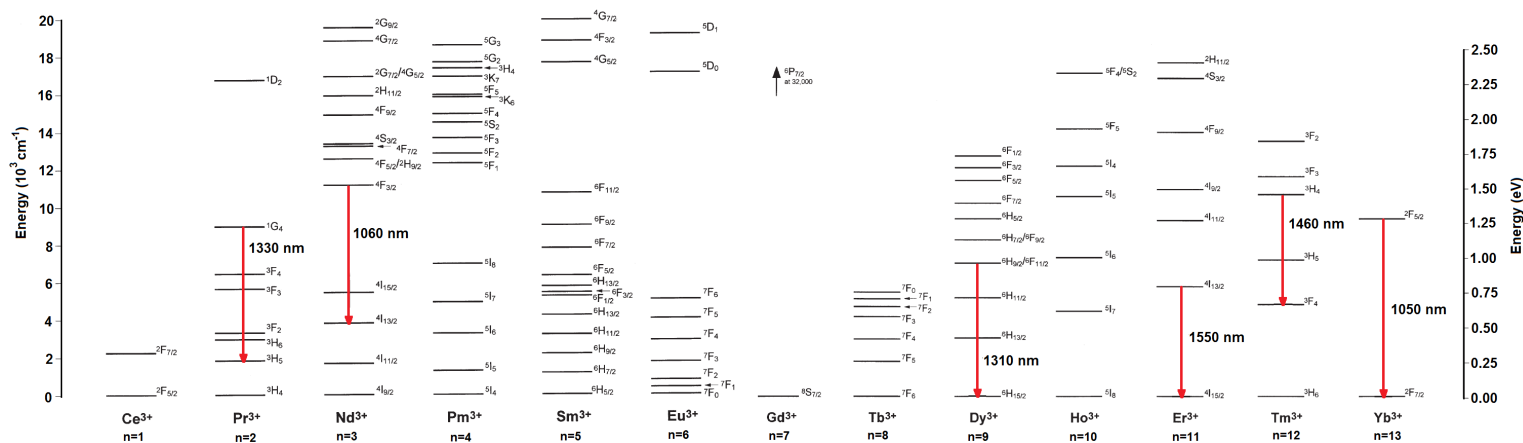 Energy (10³ cm⁻¹)
20
18
16
14
12
10
8
6
4
2
0
²F₇/₂
²F₅/₂
Ce³⁺
n=1
¹D₂
¹G₄
1330 nm
³F₄
³F₃
³F₂
³H₆
³H₅
³H₄
Pr³⁺
n=2
²G₉/₂
⁴G₇/₂
²G₇/₂/⁴G₅/₂
²H₁₁/₂
⁴F₉/₂
⁴S₃/₂
⁴F₇/₂
⁴F₅/₂/²H₉/₂
⁴F₃/₂
1060 nm
⁴I₁₅/₂
⁴I₁₃/₂
⁴I₁₁/₂
⁴I₉/₂
Nd³⁺
n=3
⁵G₃
⁵G₂
³H₄
³K₇
⁵F₅
³K₆
⁵F₄
⁵S₂
⁵F₃
⁵F₂
⁵F₁
⁵I₈
⁵I₇
⁵I₆
⁵I₅
⁵I₄
Pm³⁺
n=4
⁴G₇/₂
⁴F₃/₂
⁴G₅/₂
⁶F₁₁/₂
⁶F₉/₂
⁶F₇/₂
⁶F₅/₂
⁶H₁₃/₂
⁶F₃/₂
⁶F₁/₂
⁶H₁₃/₂
⁶H₁₁/₂
⁶H₉/₂
⁶H₇/₂
⁶H₅/₂
Sm³⁺
n=5
⁵D₁
⁵D₀
⁷F₆
⁷F₅
⁷F₄
⁷F₃
⁷F₂
⁷F₁
⁷F₀
Eu³⁺
n=6
⁶P₇/₂
at 32,000
⁸S₇/₂
Gd³⁺
n=7
⁷F₀
⁷F₁
⁷F₂
⁷F₃
⁷F₄
⁷F₅
⁷F₆
Tb³⁺
n=8
⁶F₁/₂
⁶F₃/₂
⁶F₅/₂
⁶F₇/₂
⁶H₅/₂
⁶H₇/₂/⁶F₉/₂
⁶H₉/₂/⁶F₁₁/₂
⁶H₁₁/₂
⁶H₁₃/₂
1310 nm
⁶H₁₅/₂
Dy³⁺
n=9
⁵F₄/⁵S₂
⁵F₅
⁵I₄
⁵I₅
⁵I₆
⁵I₇
⁵I₈
Ho³⁺
n=10
²H₁₁/₂
⁴S₃/₂
⁴F₉/₂
⁴I₉/₂
⁴I₁₁/₂
⁴I₁₃/₂
1550 nm
⁴I₁₅/₂
Er³⁺
n=11
³F₂
³F₃
³H₄
1460 nm
³H₅
³F₄
³H₆
Tm³⁺
n=12
²F₅/₂
1050 nm
²F₇/₂
Yb³⁺
n=13
2.50
2.25
2.00
1.75
1.50
1.25
1.00
0.75
0.50
0.25
0.00
Energy (eV)